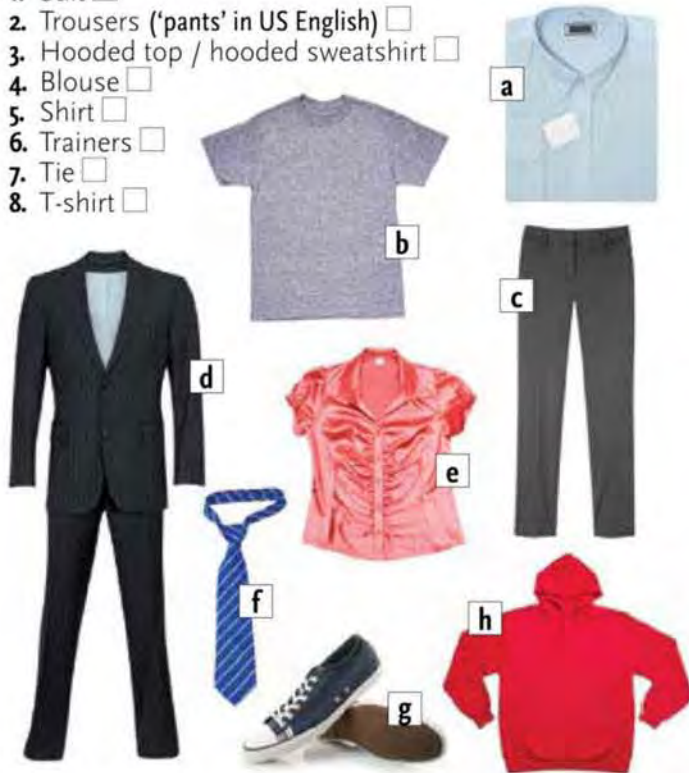 2. Trousers ('pants' in US English)
3. Hooded top / hooded sweatshirt
4. Blouse
5. Shirt
6. Trainers
7. Tie
8. T-shirt
a
b
c
d
e
f
g
h